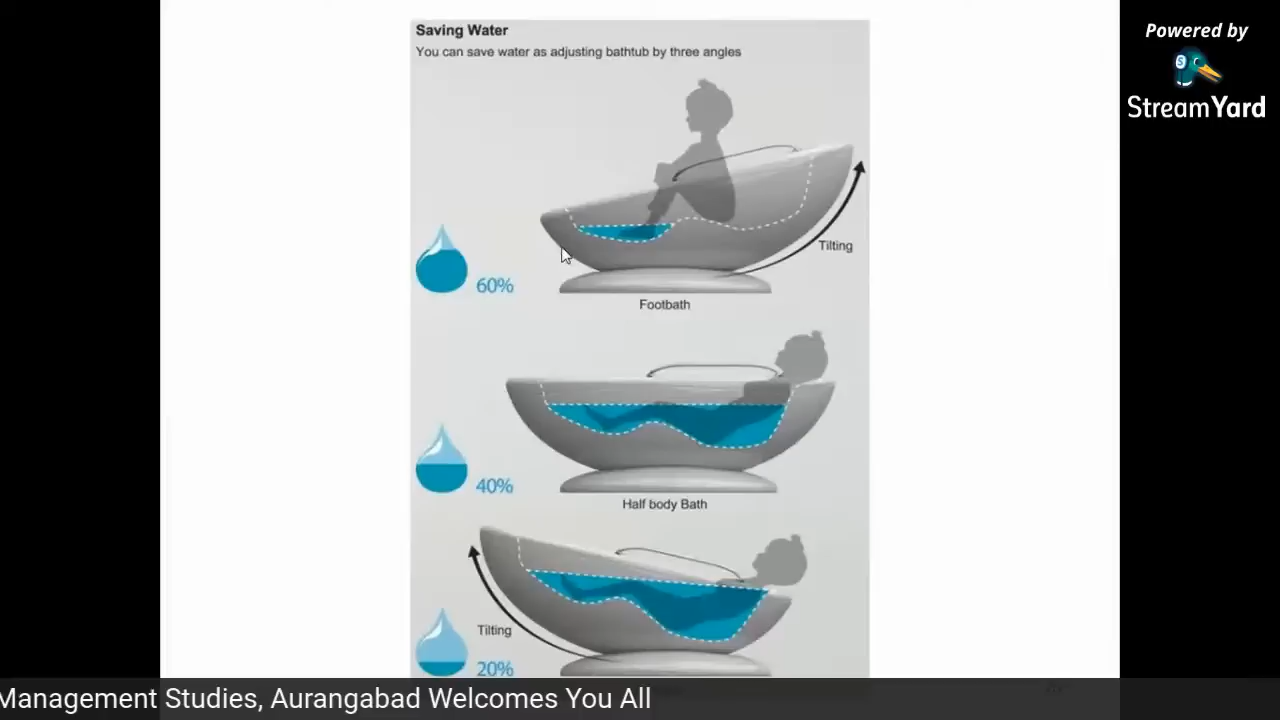 Saving Water
You can save water as adjusting bathtub by three angles
Powered by
StreamYard
Tilting
60%
Footbath
40%
Half body Bath
Tilting
20%
Management Studies, Aurangabad Welcomes You All